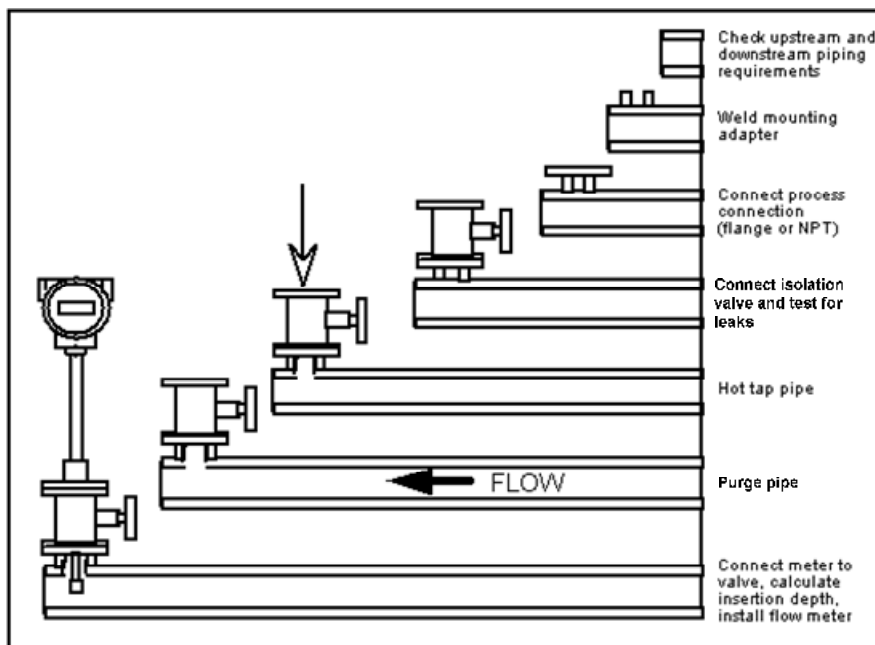 Check upstream and
downstream piping
requirements
Weld mounting
adapter
Connect process
connection
(flange or NPT)
Connect isolation
valve and test for
leaks
Hot tap pipe
FLOW
Purge pipe
Connect meter to
valve, calculate
insertion depth,
install flow meter